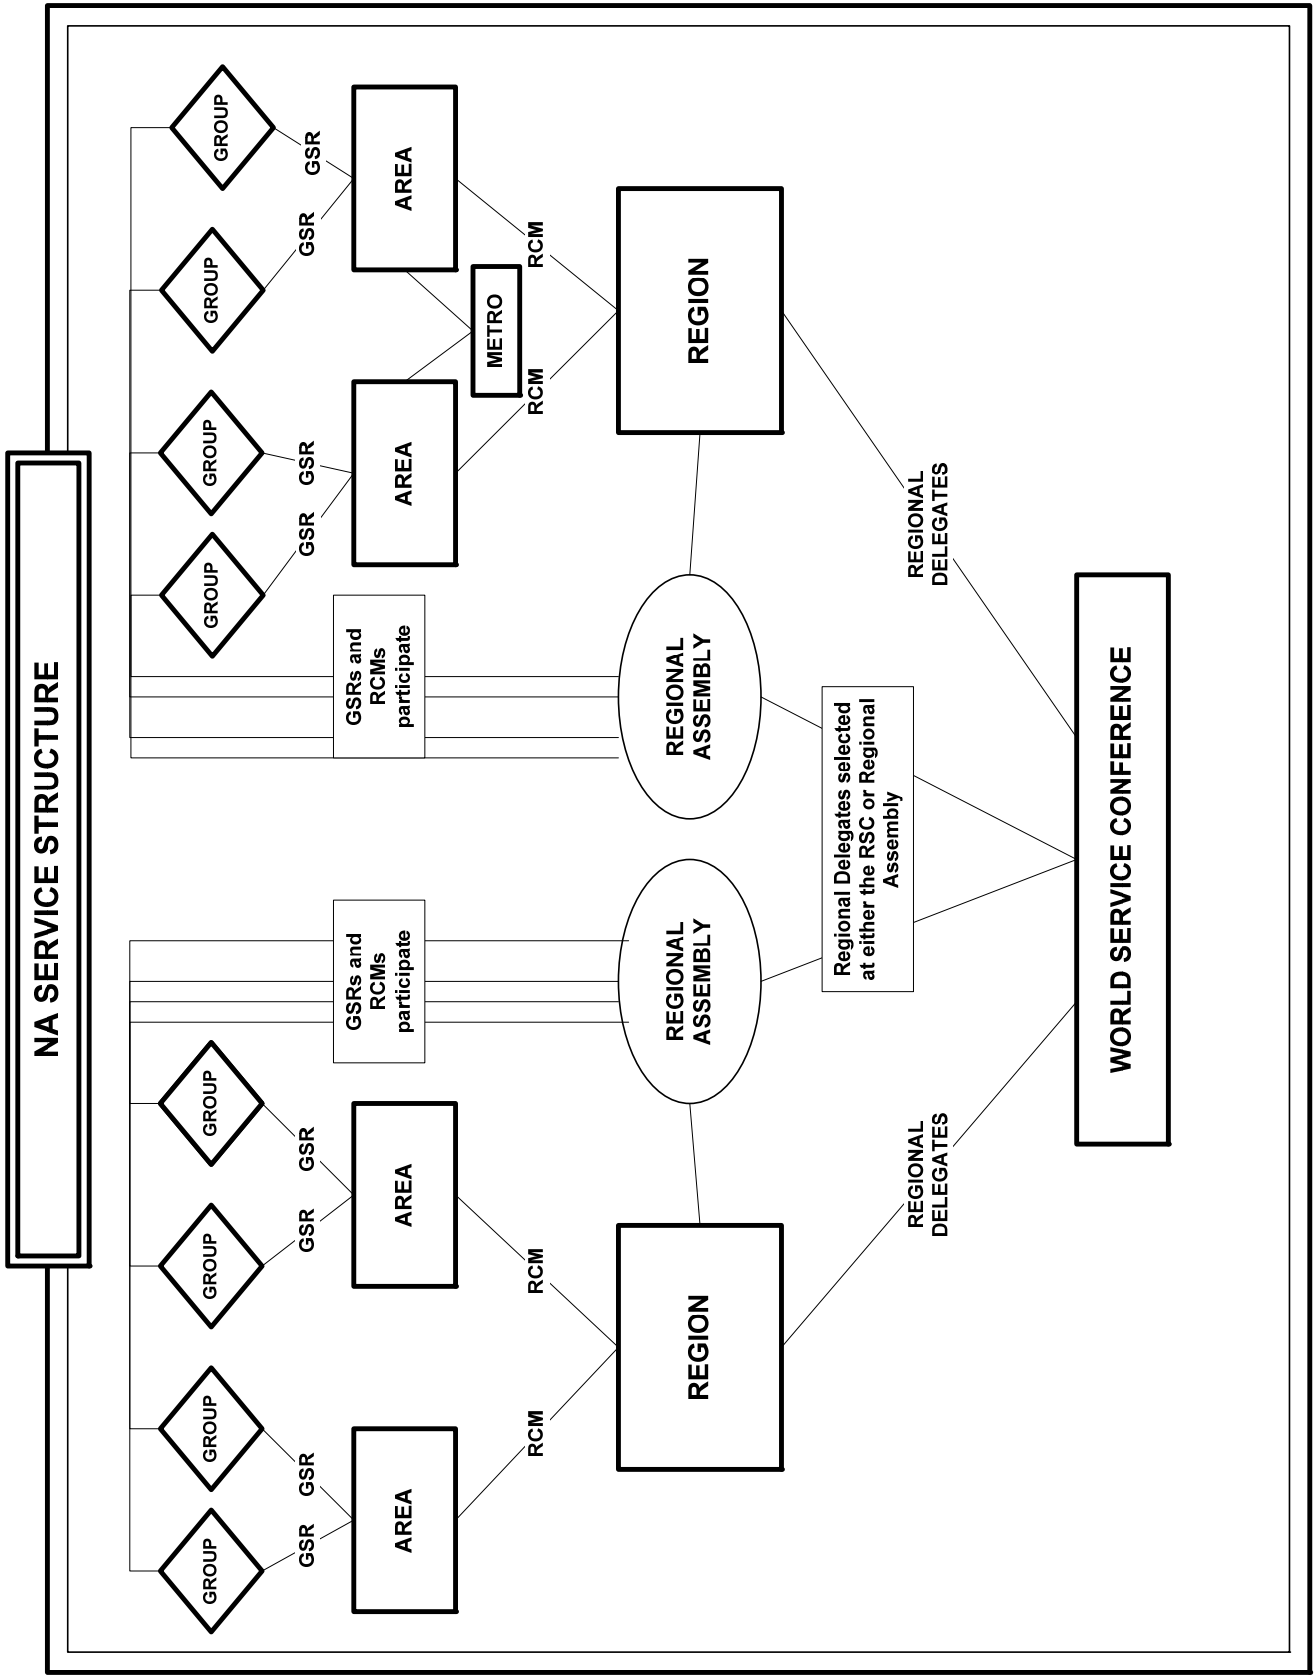 NA SERVICE STRUCTURE
GROUP
GROUP
GROUP
GROUP
GROUP
GROUP
GROUP
GROUP
GSR
GSR
GSR
GSR
GSR
GSR
GSR
GSR
AREA
AREA
GSRs and
RCMs
participate
GSRs and
RCMs
participate
AREA
AREA
METRO
RCM
RCM
RCM
RCM
REGION
REGIONAL
ASSEMBLY
REGIONAL
ASSEMBLY
REGION
Regional Delegates selected
at either the RSC or Regional
Assembly
REGIONAL
DELEGATES
REGIONAL
DELEGATES
WORLD SERVICE CONFERENCE